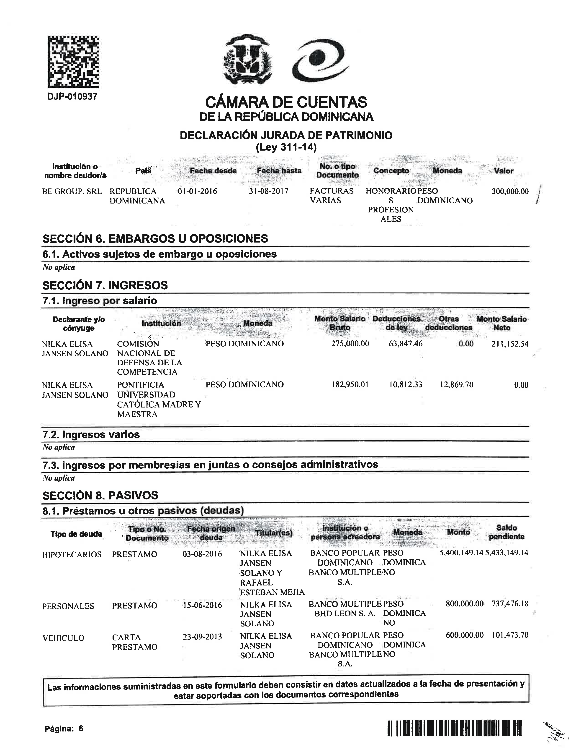 DJP-010937
CÁMARA DE CUENTAS
DE LA REPÚBLICA DOMINICANA
DECLARACIÓN JURADA DE PATRIMONIO
(Ley 311-14)
Institución o nombre deudor/a País Fecha desde Fecha hasta No. o tipo Documento Concepto Moneda Valor
BE GROUP, SRL REPUBLICA DOMINICANA 01-01-2016 31-08-2017 FACTURAS VARIAS HONORARIOS PROFESIONALES PESO DOMINICANO 300,000.00
SECCIÓN 6. EMBARGOS U OPOSICIONES
6.1. Activos sujetos de embargo u oposiciones
No aplica
SECCIÓN 7. INGRESOS
7.1. Ingreso por salario
Declarante y/o cónyuge Institución Moneda Monto Salario Bruto Deducciones de ley Otras deducciones Monto Salario Neto
NILKA ELISA JANSEN SOLANO COMISION NACIONAL DE DEFENSA DE LA COMPETENCIA PESO DOMINICANO 275,000.00 63,847.46 0.00
NILKA ELISA JANSEN SOLANO PONTIFICIA UNIVERSIDAD CATÓLICA MADRE Y MAESTRA PESO DOMINICANO 182,950.01 10,812.33 12,869.70 0.00
7.2. Ingresos varios
No aplica
7.3. Ingresos por membresías en juntas o consejos administrativos
No aplica
SECCIÓN 8. PASIVOS
8.1. Préstamos u otros pasivos (deudas)
Tipo de deuda Tipo o No. Documento Fecha origen deuda Titular(es) Institución o persona acreedora Moneda Monto Saldo pendiente
HIPOTECARIOS PRESTAMO 03-08-2016 NILKA ELISA JANSEN SOLANO Y RAFAEL ESTEBAN MEJIA BANCO POPULAR DOMINICANO BANCO MULTIPLE S.A. PESO DOMINICANO 5,433,149.14
PERSONALES PRESTAMO 15-06-2016 NILKA ELISA JANSEN SOLANO BANCO MULTIPLE BHD LEON S. A. PESO DOMINICANO 800,000.00 737,476.18
VEHICULO CARTA PRESTAMO 23-09-2013 NILKA ELISA JANSEN SOLANO BANCO POPULAR DOMINICANO BANCO MULTIPLE S.A. PESO DOMINICANO 600,000.00 101,473.70
Las informaciones suministradas en este formulario deben consistir en datos actualizados a la fecha de presentación y
estar soportadas con los documentos correspondientes
Página: 6